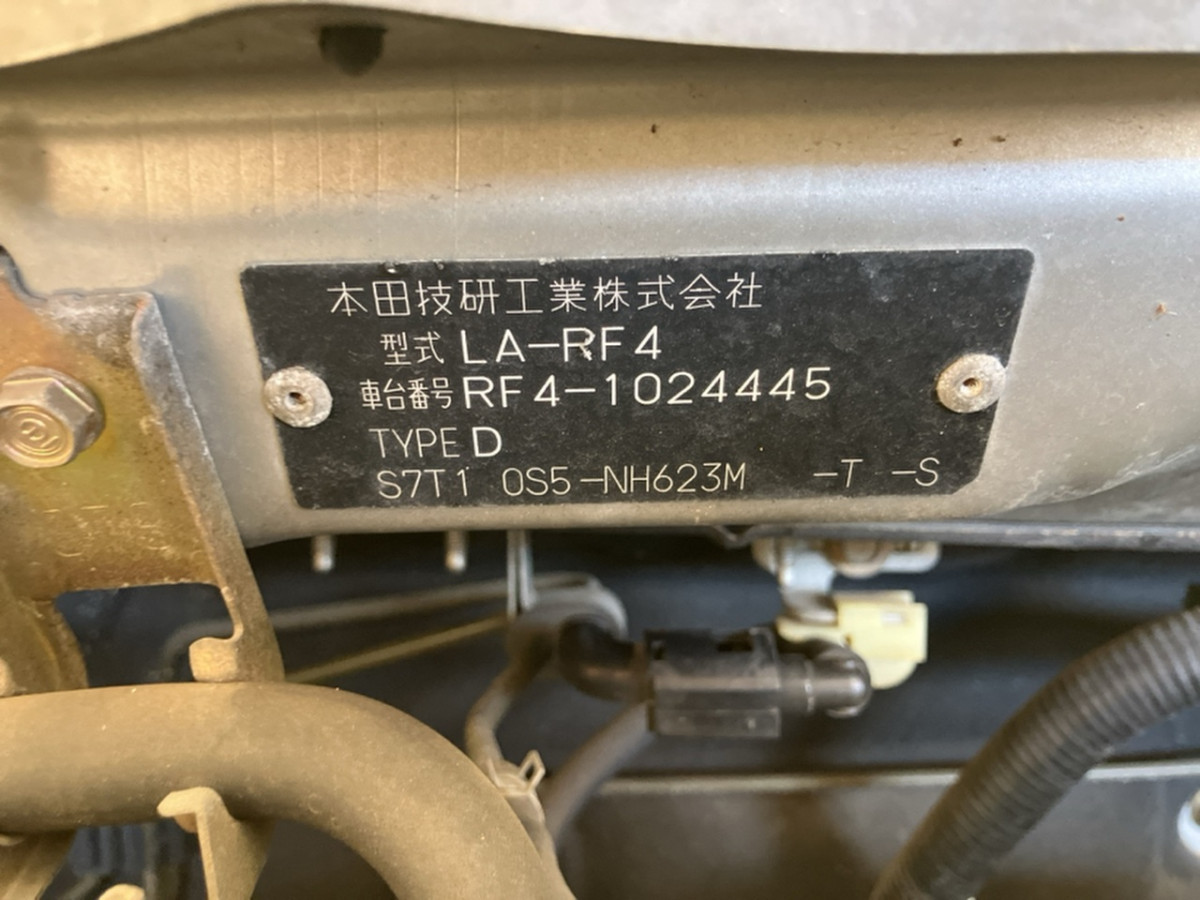 本田技研工業株式会社
型式 LA-RF4
車台番号 RF4-1024445
TYPE D
S7T1 0S5-NH623M -T -S